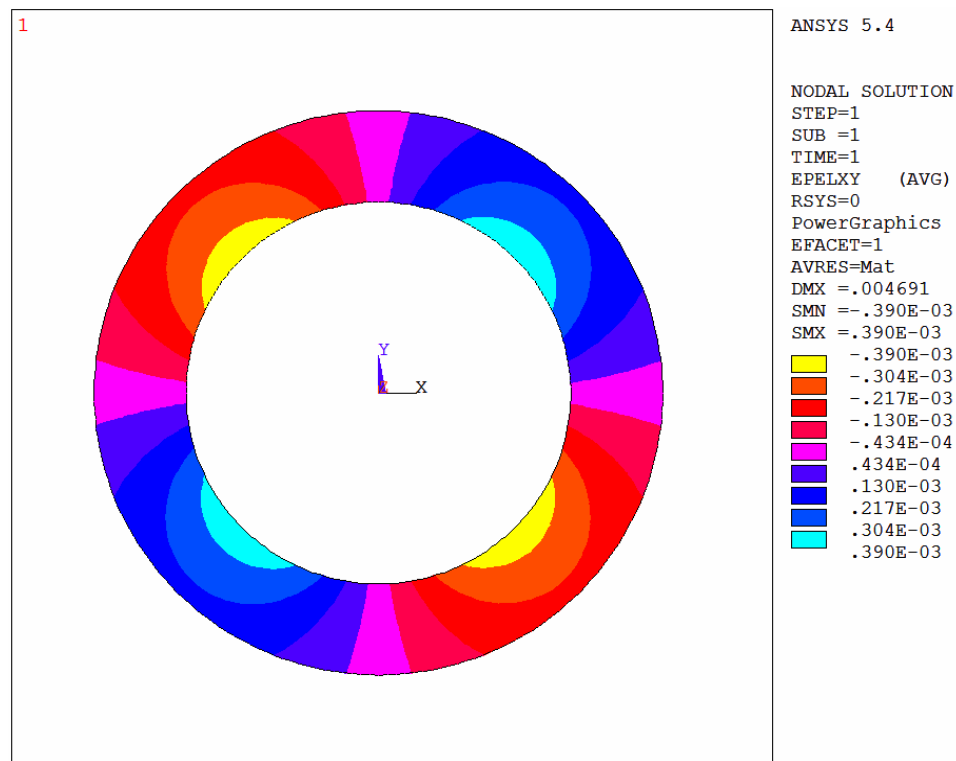 1
ANSYS 5.4
NODAL SOLUTION
STEP=1
SUB =1
TIME=1
EPELXY (AVG)
RSYS=0
PowerGraphics
EFACET=1
AVRES=Mat
DMX =.004691
SMN =-.390E-03
SMX =.390E-03
-.390E-03
-.304E-03
-.217E-03
-.130E-03
-.434E-04
.434E-04
.130E-03
.217E-03
.304E-03
.390E-03
Y
Z X